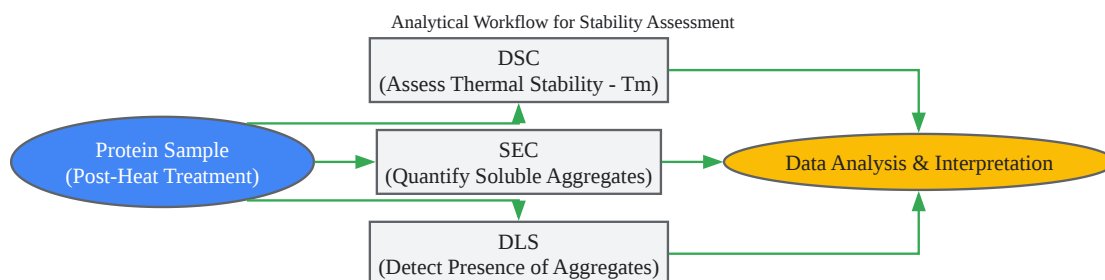 Analytical Workflow for Stability Assessment
DSC
(Assess Thermal Stability - Tm)
Protein Sample
(Post-Heat Treatment)
SEC
(Quantify Soluble Aggregates)
Data Analysis & Interpretation
DLS
(Detect Presence of Aggregates)